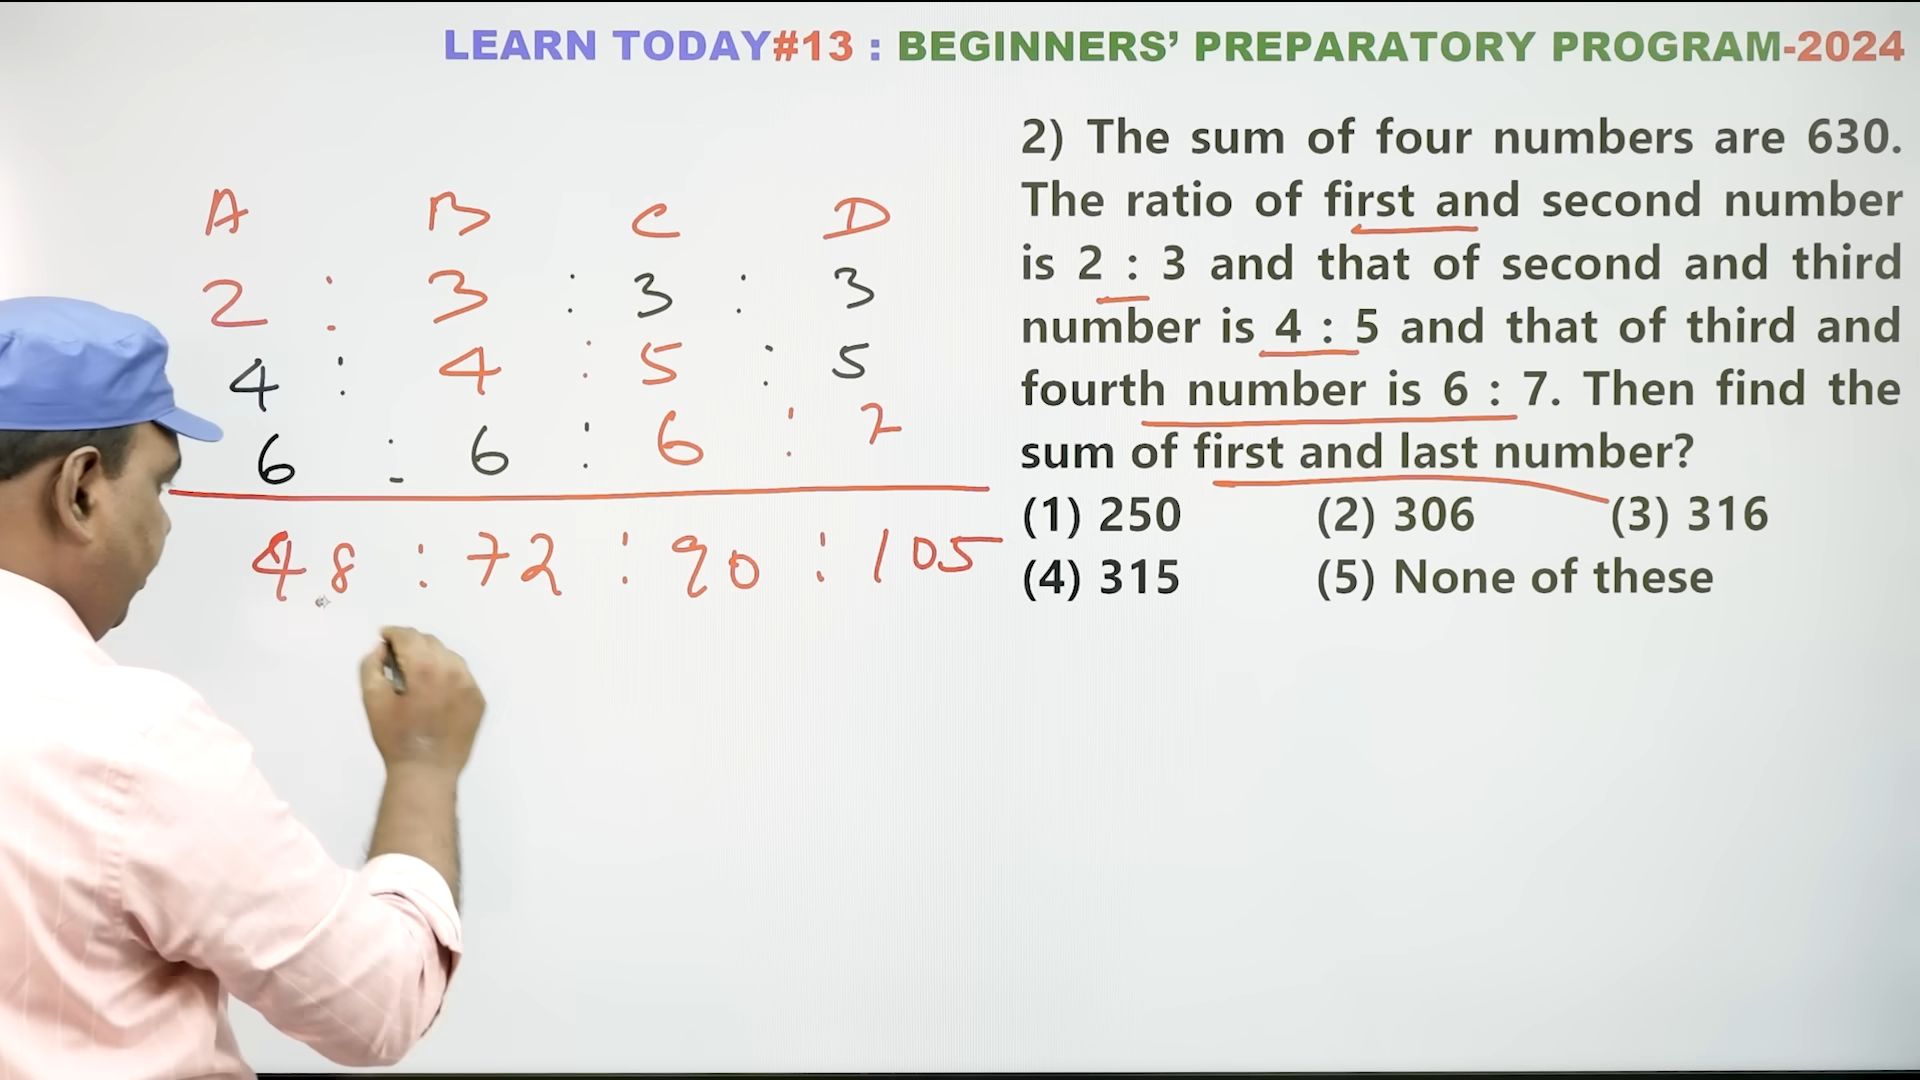 LEARN TODAY#13 : BEGINNERS’ PREPARATORY PROGRAM-2024
2) The sum of four numbers are 630.
The ratio of first and second number
is 2 : 3 and that of second and third
number is 4 : 5 and that of third and
fourth number is 6 : 7. Then find the
sum of first and last number?
(1) 250 (2) 306 (3) 316
(4) 315 (5) None of these
A B C D
2 : 3 : 3 : 3
4 : 4 : 5 : 5
6 : 6 : 6 : 7
48 : 72 : 90 : 105